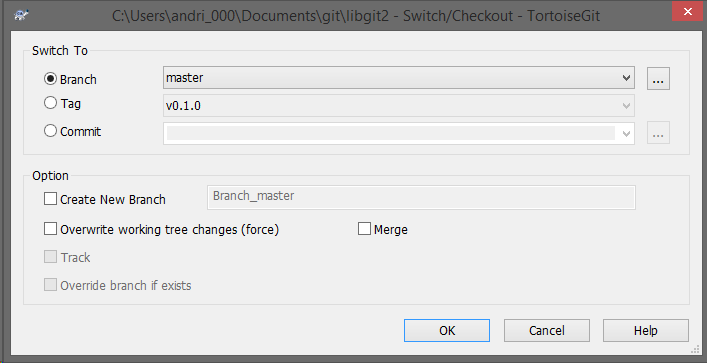 C:\Users\andri_000\Documents\git\libgit2 - Switch/Checkout - TortoiseGit
Switch To
Branch
master
...
Tag
v0.1.0
Commit
...
Option
Create New Branch
Branch_master
Overwrite working tree changes (force)
Merge
Track
Override branch if exists
OK
Cancel
Help